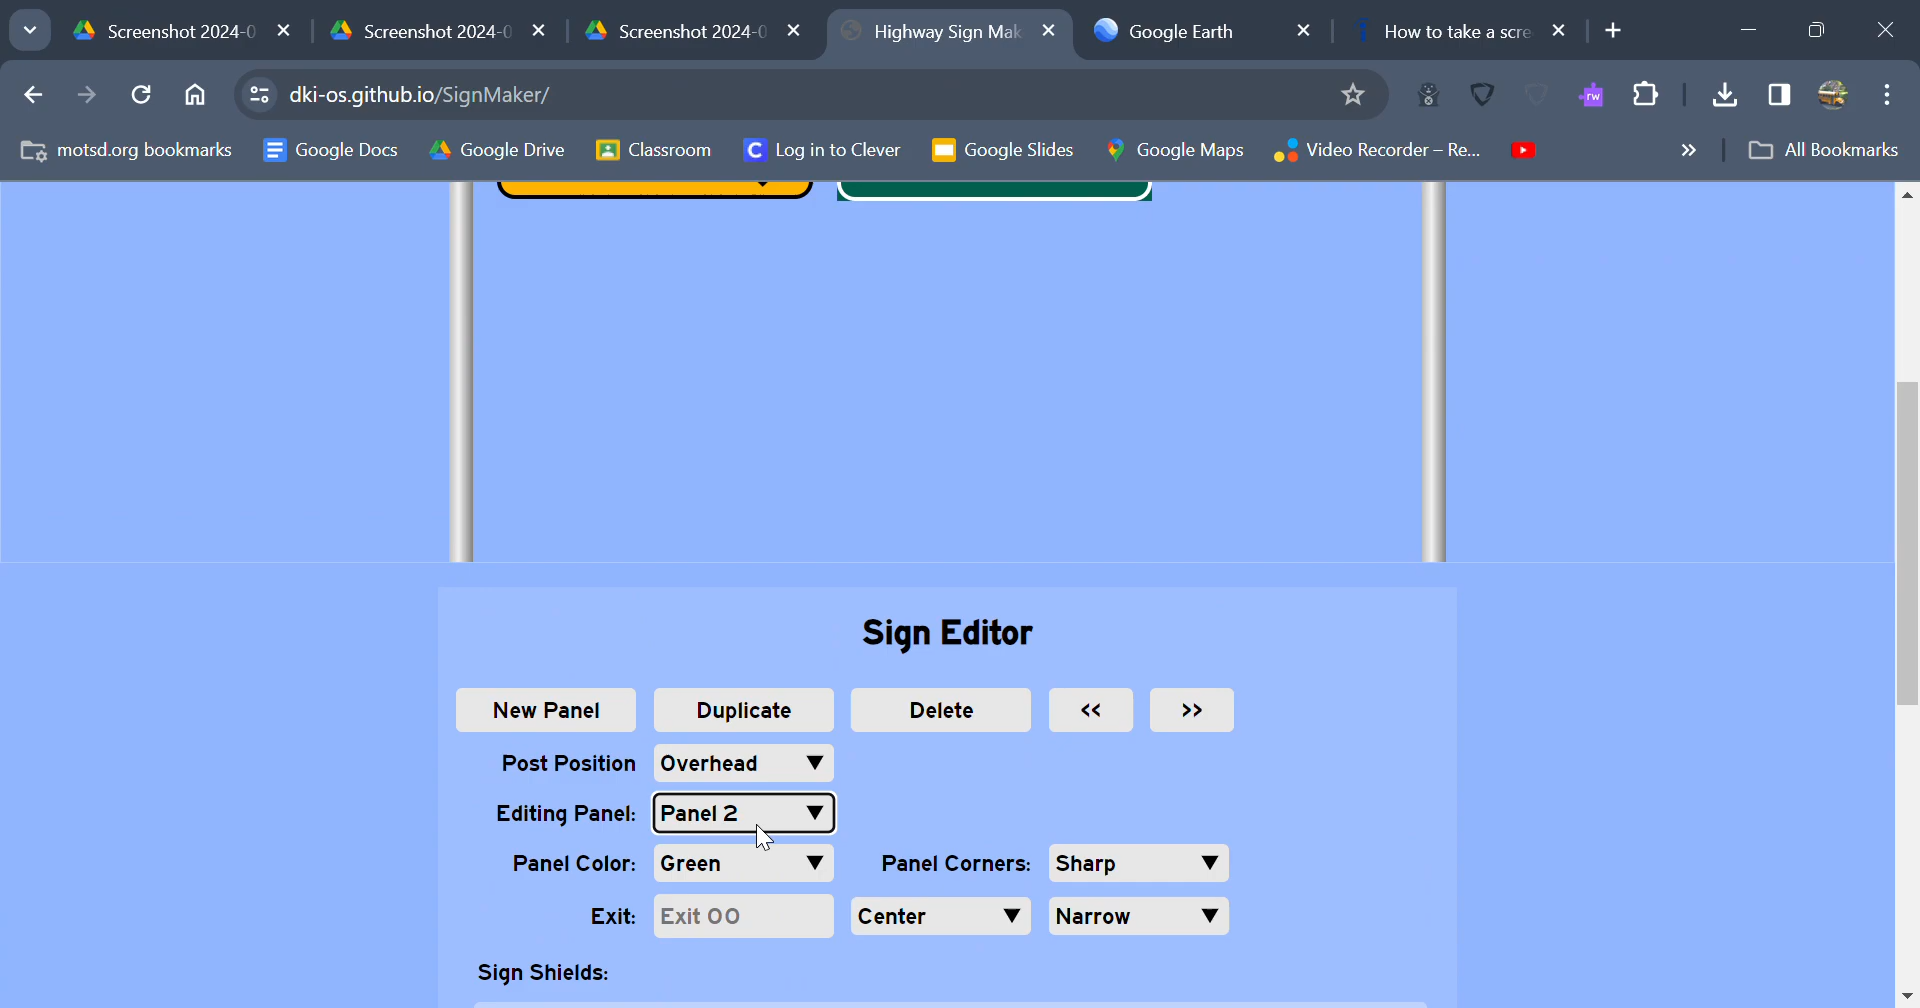 Screenshot 2024-0 Screenshot 2024-0 Screenshot 2024-0 Highway Sign Mak Google Earth How to take a scre
dki-os.github.io/SignMaker/ rw
motsd.org bookmarks Google Docs Google Drive Classroom C Log in to Clever Google Slides Google Maps Video Recorder – Re... » All Bookmarks
Sign Editor
New Panel Duplicate Delete << >>
Post Position Overhead
Editing Panel: Panel 2
Panel Color: Green Panel Corners: Sharp
Exit: Exit 00 Center Narrow
Sign Shields: